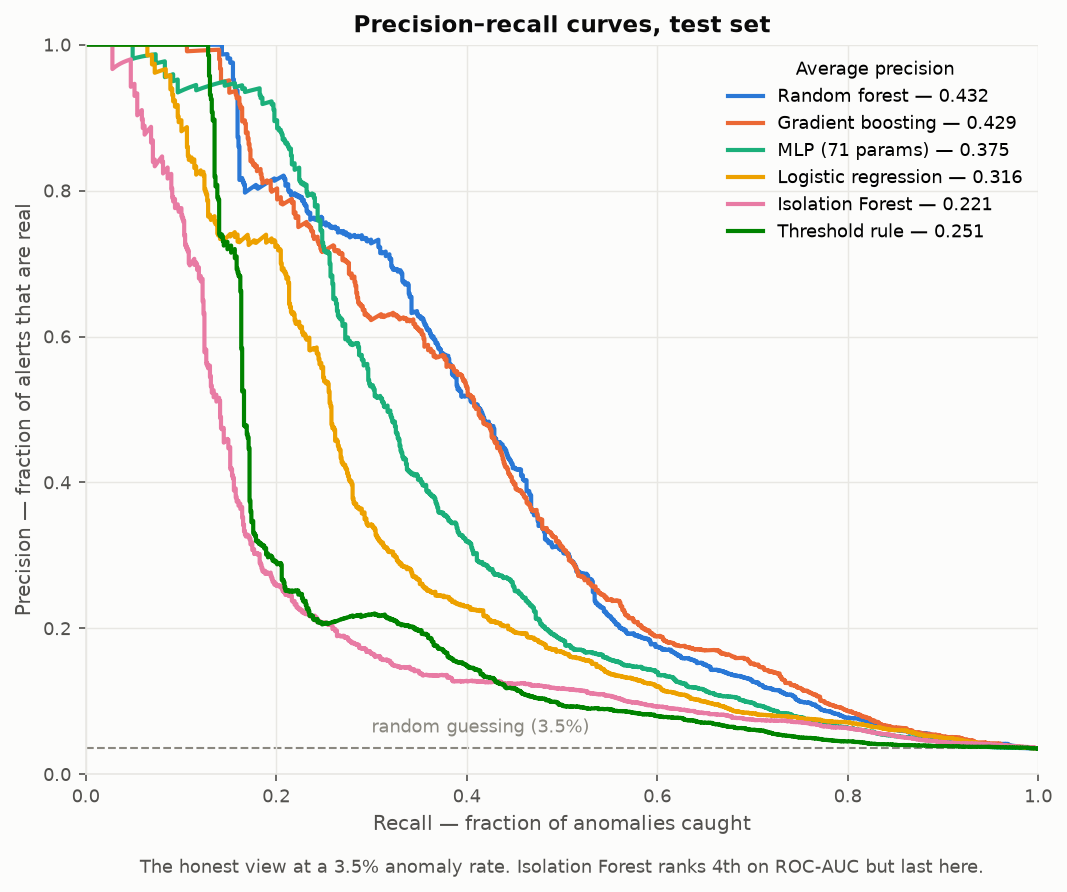 Precision–recall curves, test set
Average precision
Random forest — 0.432
Gradient boosting — 0.429
MLP (71 params) — 0.375
Logistic regression — 0.316
Isolation Forest — 0.221
Threshold rule — 0.251
Precision — fraction of alerts that are real
1.0
0.8
0.6
0.4
0.2
0.0
random guessing (3.5%)
0.0 0.2 0.4 0.6 0.8 1.0
Recall — fraction of anomalies caught
The honest view at a 3.5% anomaly rate. Isolation Forest ranks 4th on ROC-AUC but last here.